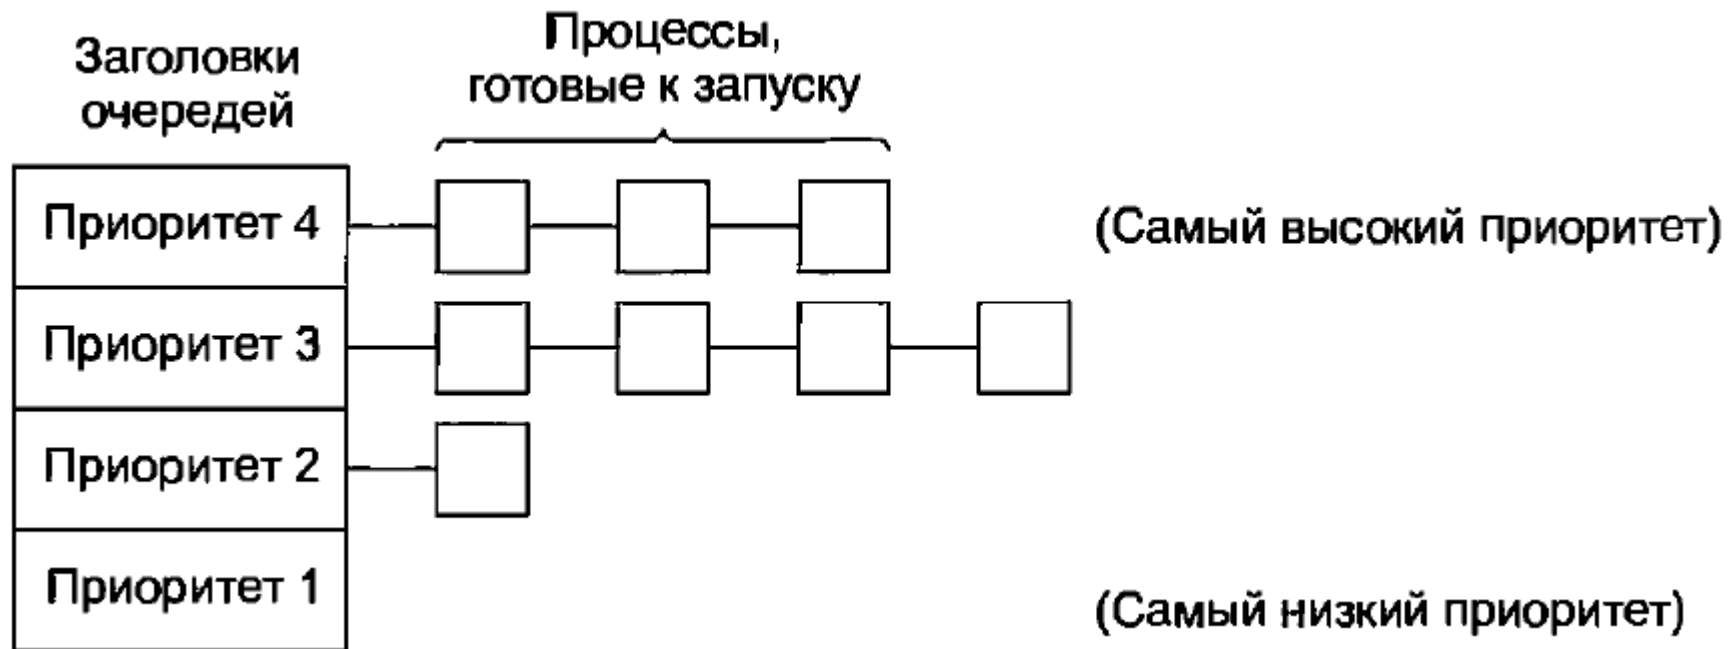 Заголовки
очередей
Процессы,
готовые к запуску
Приоритет 4
(Самый высокий приоритет)
Приоритет 3
Приоритет 2
Приоритет 1
(Самый низкий приоритет)